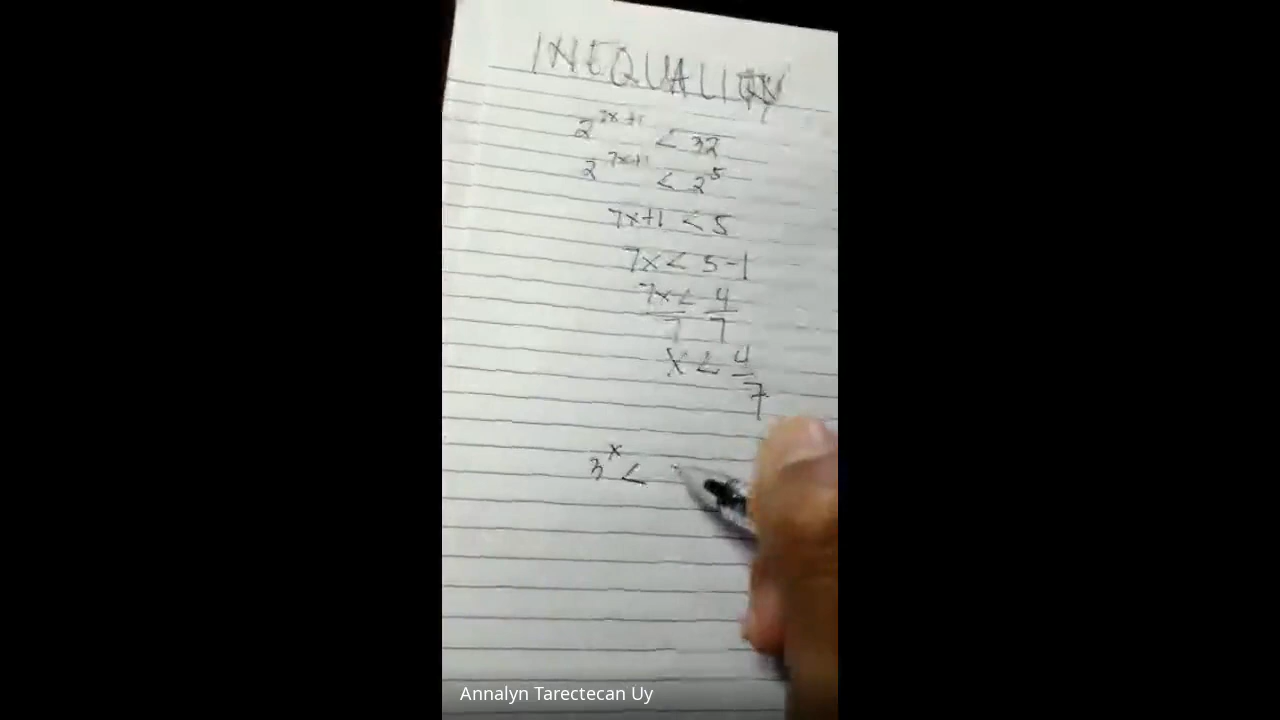 INEQUALITY
2^{7x+1} < 32
2^{7x+1} < 2^5
7x+1 < 5
7x < 5-1
7x/7 < 4/7
x < 4/7
3^x <
Annalyn Tarectecan Uy